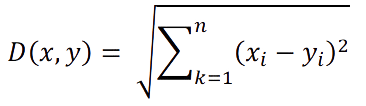 D(x, y) = √(∑_{k=1}^{n} (x_i − y_i)^2)